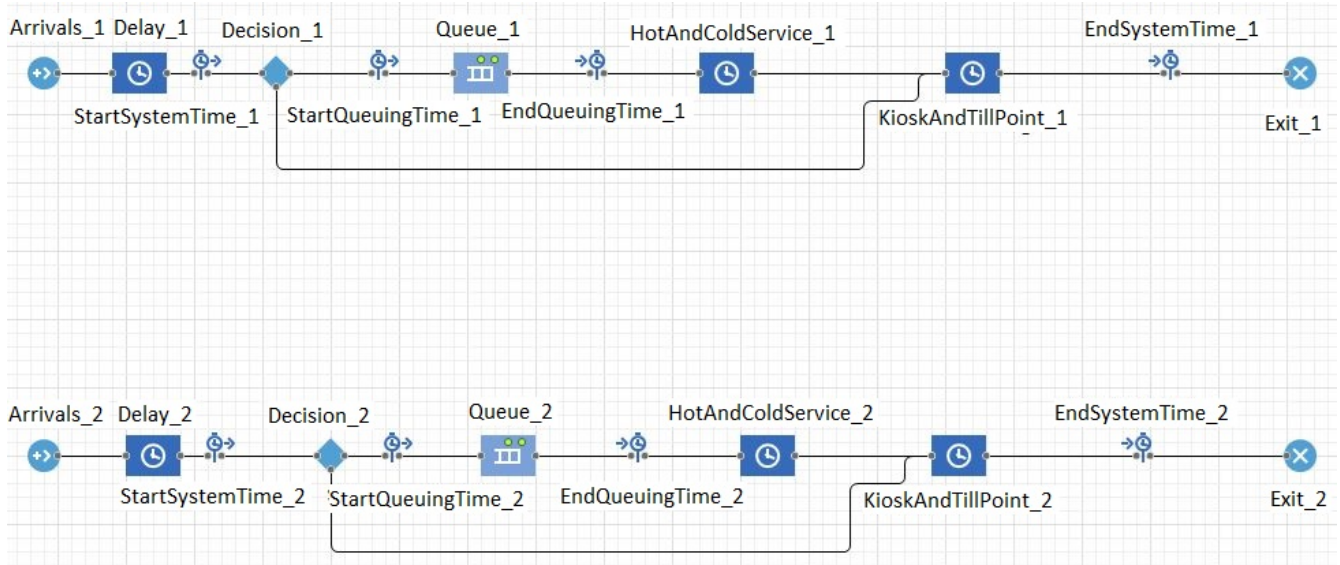 Arrivals_1 Delay_1 Decision_1 Queue_1 HotAndColdService_1 EndSystemTime_1
StartSystemTime_1 StartQueuingTime_1 EndQueuingTime_1 KioskAndTillPoint_1 Exit_1
Arrivals_2 Delay_2 Decision_2 Queue_2 HotAndColdService_2 EndSystemTime_2
StartSystemTime_2 StartQueuingTime_2 EndQueuingTime_2 KioskAndTillPoint_2 Exit_2